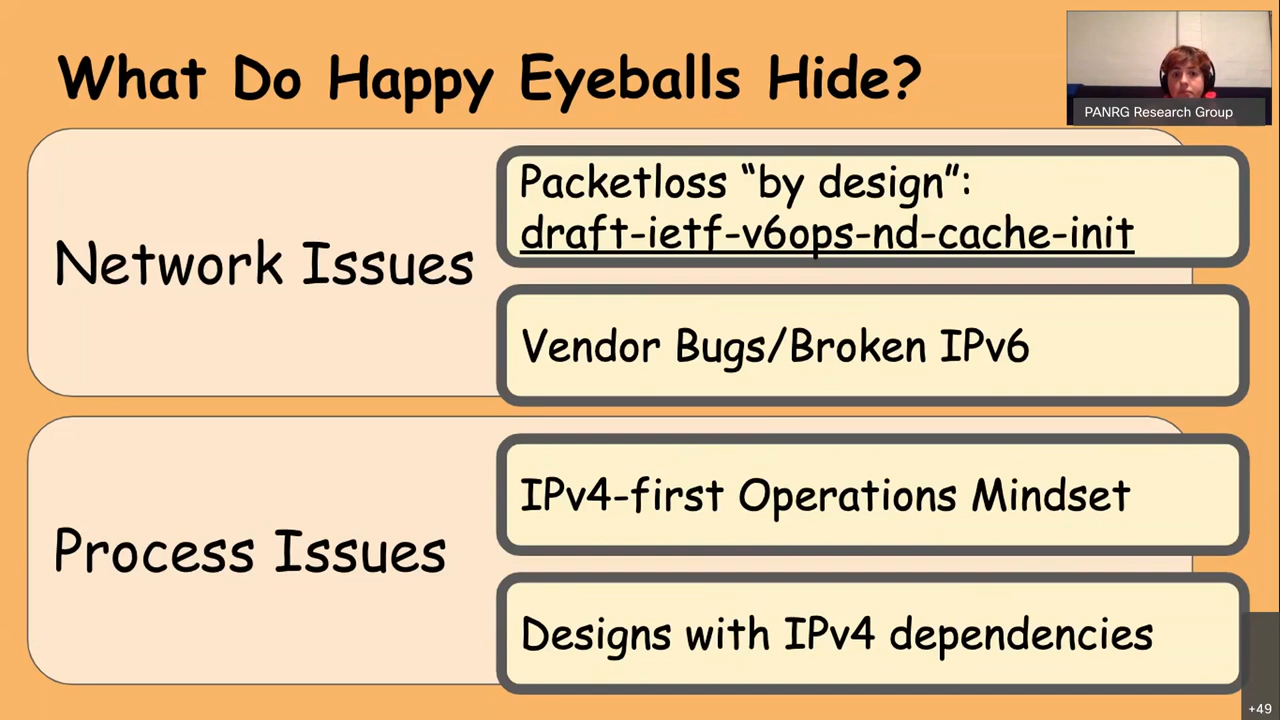 What Do Happy Eyeballs Hide?
PANRG Research Group
Network Issues
Packetloss “by design”:
draft-ietf-v6ops-nd-cache-init
Vendor Bugs/Broken IPv6
Process Issues
IPv4-first Operations Mindset
Designs with IPv4 dependencies
+49